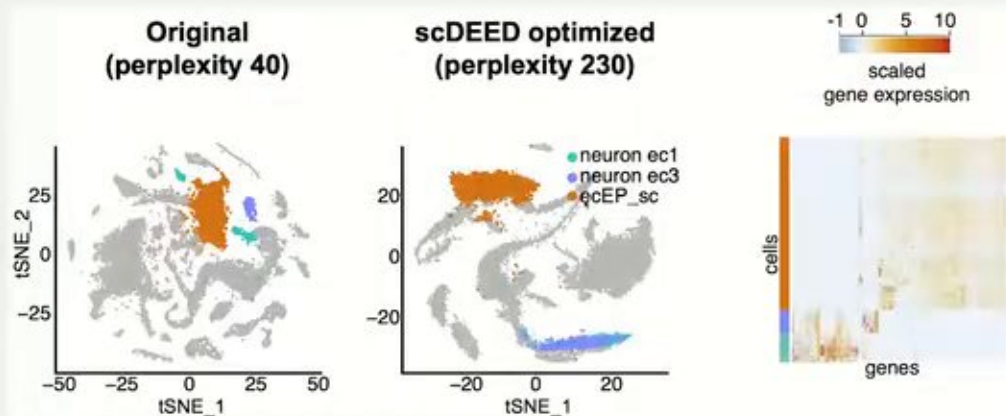 Original
(perplexity 40)
scDEED optimized
(perplexity 230)
-1 0 5 10
scaled
gene expression
tSNE_2
25
0
−25
−50 −25 0 25 50
tSNE_1
20
0
−20
−20 0 20
tSNE_1
neuron ec1
neuron ec3
ecEP_sc
cells
genes